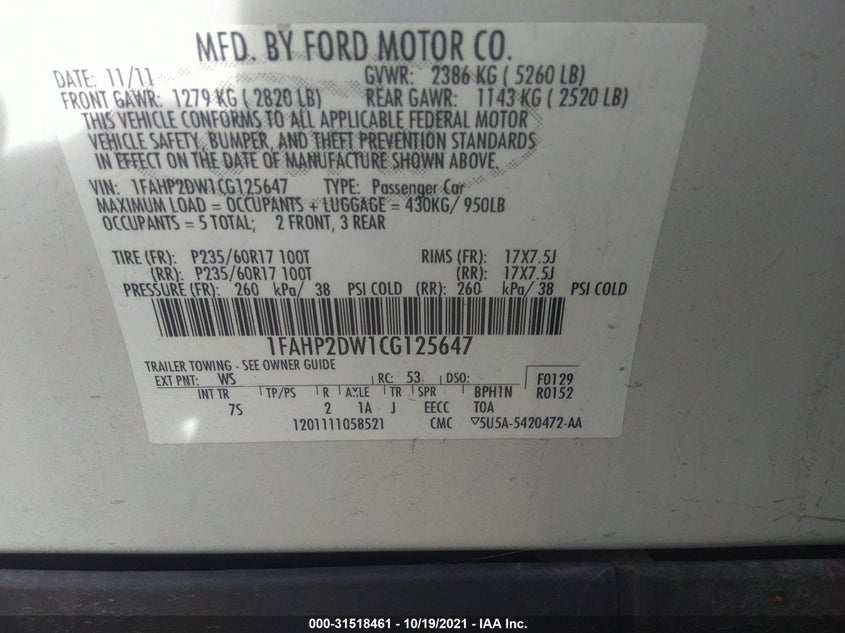 MFD. BY FORD MOTOR CO.
DATE: 11/11 GVWR: 2386 KG ( 5260 LB)
FRONT GAWR: 1279 KG ( 2820 LB) REAR GAWR: 1143 KG ( 2520 LB)
THIS VEHICLE CONFORMS TO ALL APPLICABLE FEDERAL MOTOR
VEHICLE SAFETY, BUMPER, AND THEFT PREVENTION STANDARDS
IN EFFECT ON THE DATE OF MANUFACTURE SHOWN ABOVE.
VIN: 1FAHP2DW1CG125647 TYPE: Passenger Car
MAXIMUM LOAD = OCCUPANTS + LUGGAGE = 430KG/ 950LB
OCCUPANTS = 5 TOTAL; 2 FRONT, 3 REAR
TIRE (FR): P235/60R17 100T RIMS (FR): 17X7.5J
(RR): P235/60R17 100T (RR): 17X7.5J
PRESSURE (FR): 260 kPa/ 38 PSI COLD (RR): 260 kPa/ 38 PSI COLD
1FAHP2DW1CG125647
TRAILER TOWING - SEE OWNER GUIDE
EXT PNT: WS RC: 53 DSO: F0129
INT TR TP/PS R AXLE TR SPR BPH1N R0152
7S 2 1A J EECC TOA
1201111058521 CMC ▽5U5A-5420472-AA
000-31518461 - 10/19/2021 - IAA Inc.